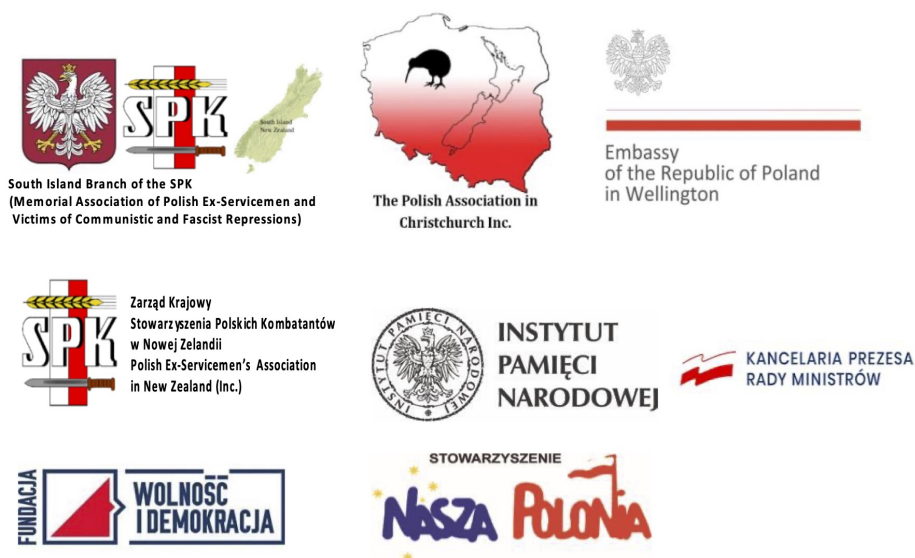 SPK
South Island
New Zealand
South Island Branch of the SPK
(Memorial Association of Polish Ex-Servicemen and
Victims of Communistic and Fascist Repressions)
The Polish Association in
Christchurch Inc.
Embassy
of the Republic of Poland
in Wellington
SPK
Zarząd Krajowy
Stowarzyszenia Polskich Kombatantów
w Nowej Zelandii
Polish Ex-Servicemen's Association
in New Zealand (Inc.)
INSTYTUT PAMIĘCI NARODOWEJ
INSTYTUT
PAMIĘCI
NARODOWEJ
KANCELARIA PREZESA
RADY MINISTRÓW
FUNDACJA
WOLNOŚĆ
I DEMOKRACJA
STOWARZYSZENIE
NASZA POLONIA